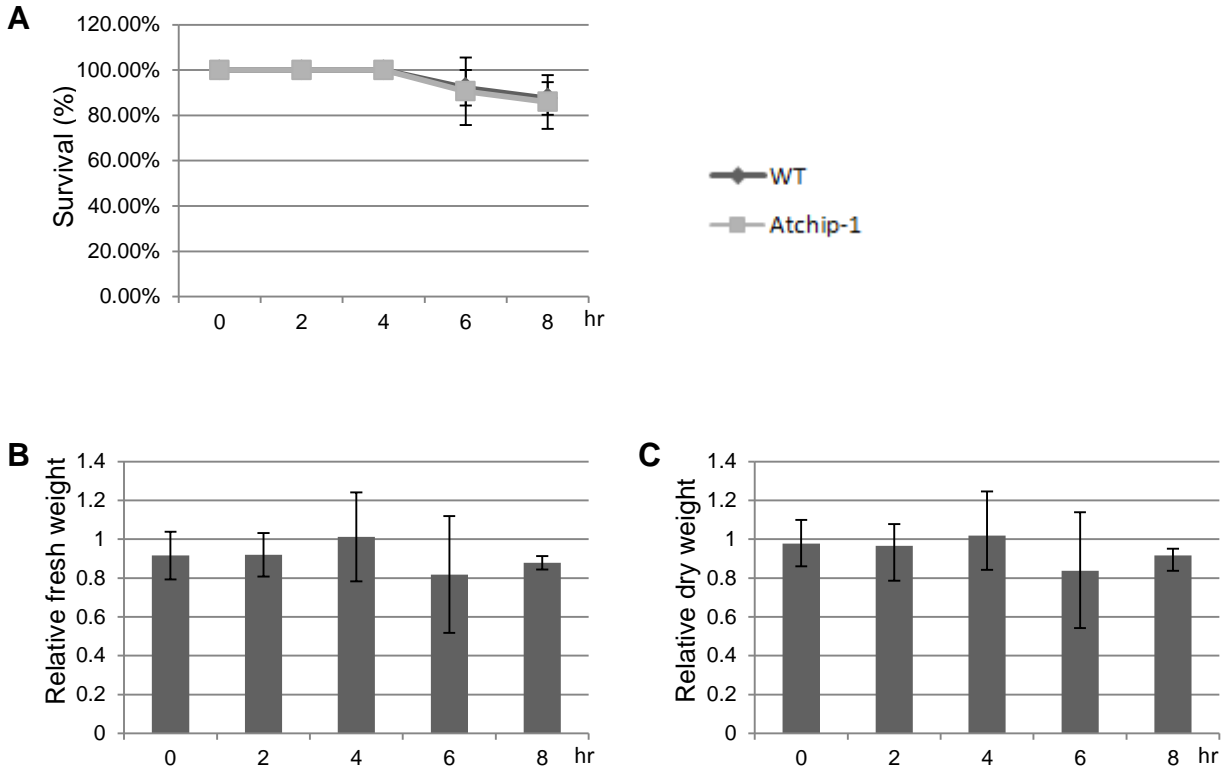 A
Survival (%)
120.00%
100.00%
80.00%
60.00%
40.00%
20.00%
0.00%
0 2 4 6 8 hr
WT
Atchip-1
B
Relative fresh weight
1.4
1.2
1
0.8
0.6
0.4
0.2
0
0 2 4 6 8 hr
C
Relative dry weight
1.4
1.2
1
0.8
0.6
0.4
0.2
0
0 2 4 6 8 hr